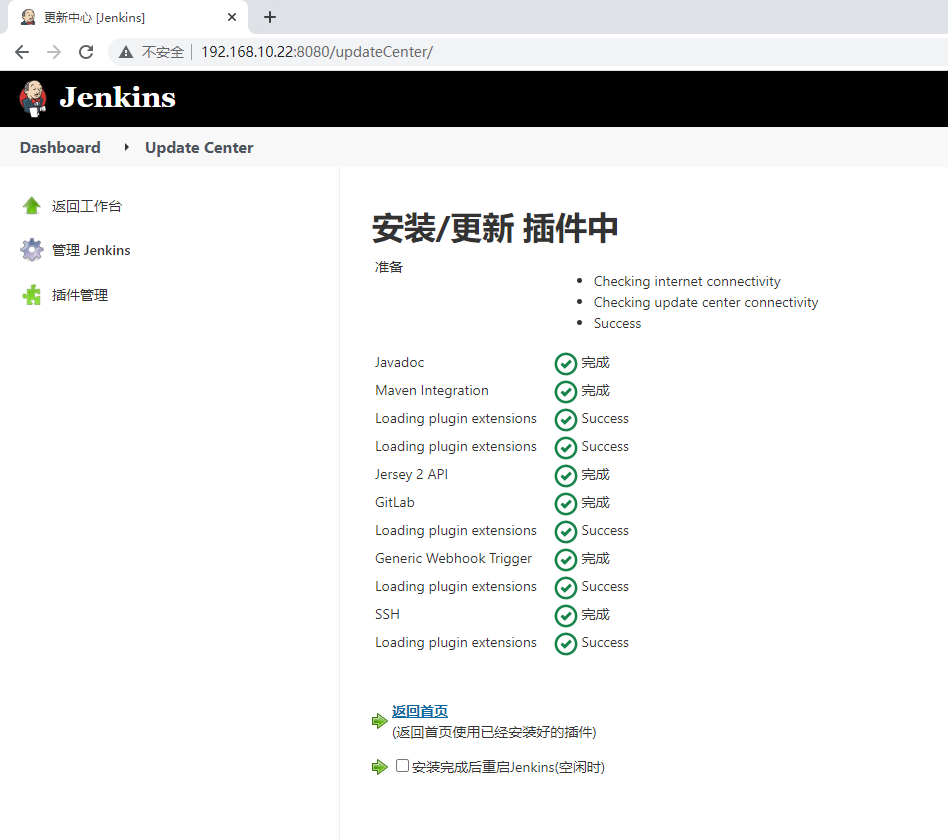 更新中心 [Jenkins]
不安全 192.168.10.22:8080/updateCenter/
Jenkins
Dashboard Update Center
返回工作台
管理 Jenkins
插件管理
安装/更新 插件中
准备
Checking internet connectivity
Checking update center connectivity
Success
Javadoc 完成
Maven Integration 完成
Loading plugin extensions Success
Loading plugin extensions Success
Jersey 2 API 完成
GitLab 完成
Loading plugin extensions Success
Generic Webhook Trigger 完成
Loading plugin extensions Success
SSH 完成
Loading plugin extensions Success
返回首页
(返回首页使用已经安装好的插件)
安装完成后重启Jenkins(空闲时)